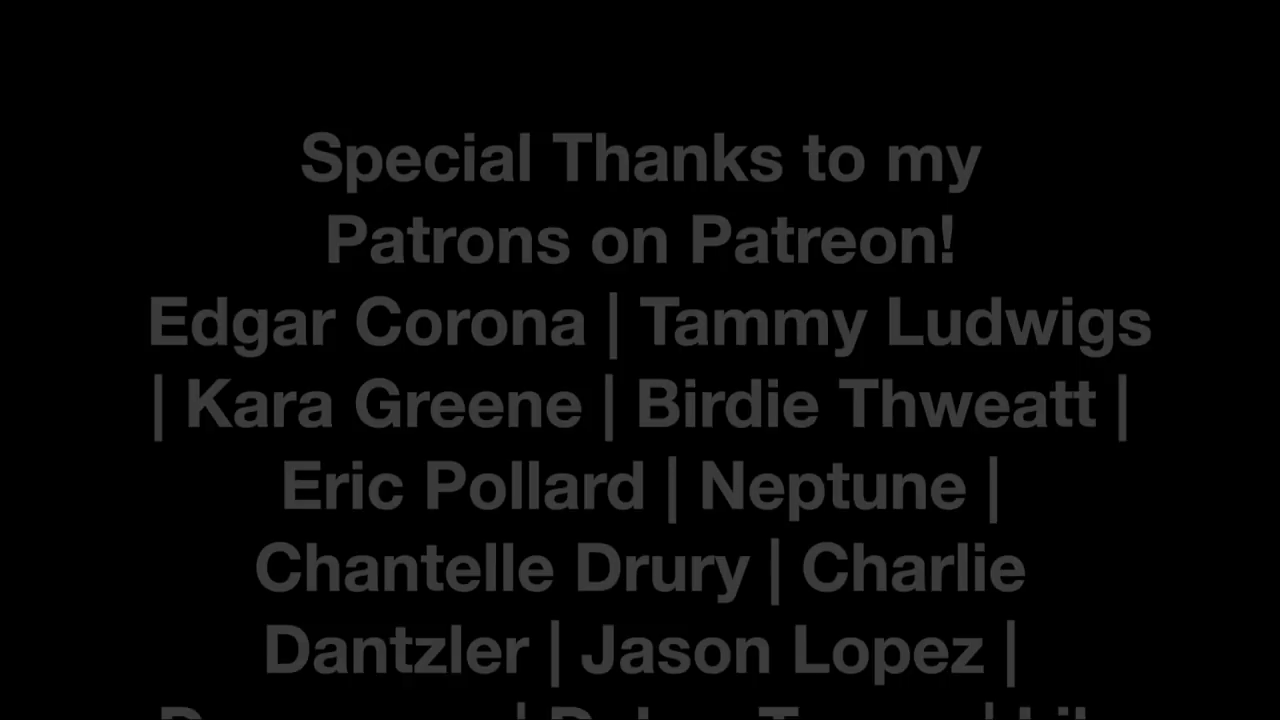 Special Thanks to my
Patrons on Patreon!
Edgar Corona | Tammy Ludwigs
| Kara Greene | Birdie Thweatt |
Eric Pollard | Neptune |
Chantelle Drury | Charlie
Dantzler | Jason Lopez |